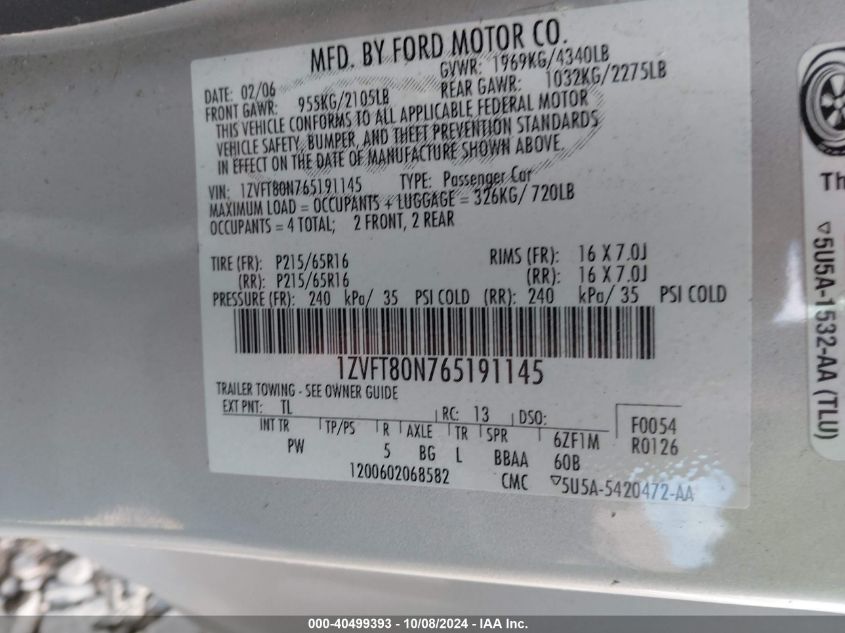 MFD. BY FORD MOTOR CO.
DATE: 02/06 GVWR: 1969KG/4340LB
FRONT GAWR: 955KG/2105LB REAR GAWR: 1032KG/2275LB
THIS VEHICLE CONFORMS TO ALL APPLICABLE FEDERAL MOTOR
VEHICLE SAFETY, BUMPER, AND THEFT PREVENTION STANDARDS
IN EFFECT ON THE DATE OF MANUFACTURE SHOWN ABOVE.
VIN: 1ZVFT80N765191145 TYPE: Passenger Car
MAXIMUM LOAD = OCCUPANTS + LUGGAGE = 326KG/ 720LB
OCCUPANTS = 4 TOTAL; 2 FRONT, 2 REAR
TIRE (FR): P215/65R16 RIMS (FR): 16 X 7.0J
(RR): P215/65R16 (RR): 16 X 7.0J
PRESSURE (FR): 240 kPa/ 35 PSI COLD (RR): 240 kPa/ 35 PSI COLD
1ZVFT80N765191145
TRAILER TOWING - SEE OWNER GUIDE
EXT PNT: TL RC: 13 DSO: F0054
INT TR TP/PS R AXLE TR SPR 6ZF1M R0126
PW 5 BG L BBAA 60B
1200602068582 CMC ▽5U5A-5420472-AA
Th
▽5U5A-1532-AA (TLU)
000-40499393 - 10/08/2024 - IAA Inc.